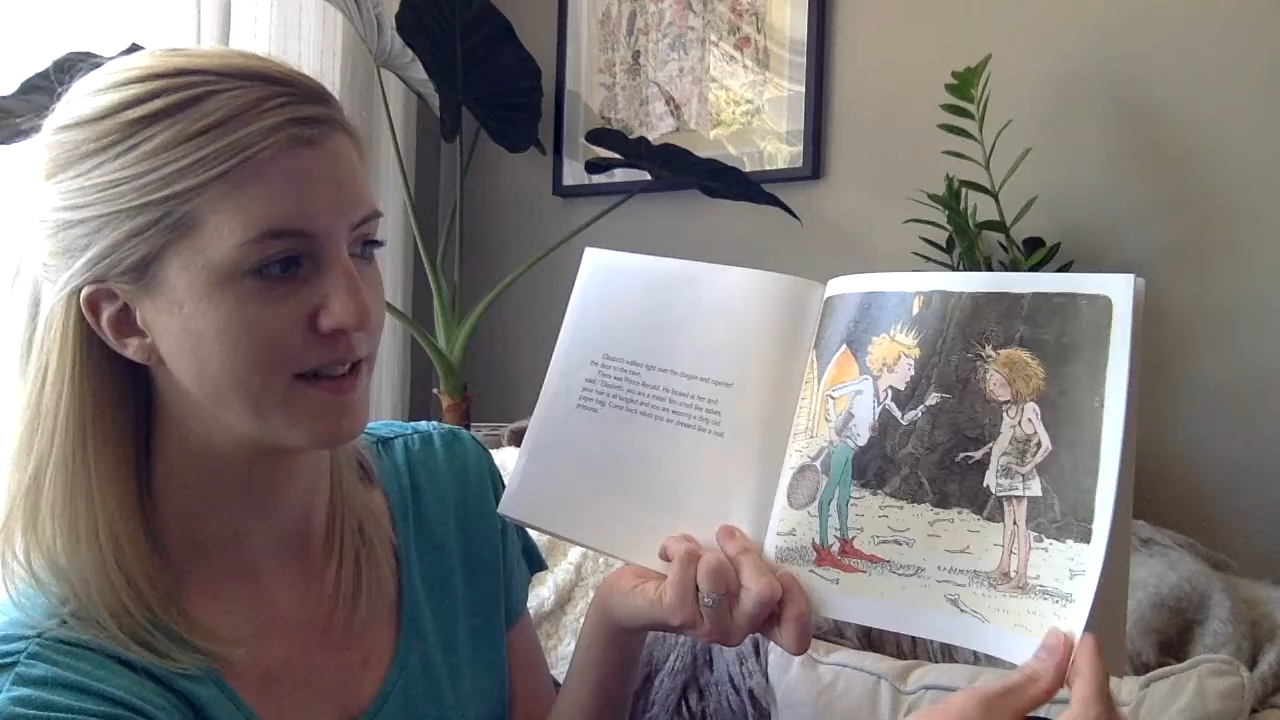 Elizabeth walked right over the dragon and opened
the door to the cave.
There was Prince Ronald. He looked at her and
said, "Elizabeth, you are a mess! You smell like ashes,
your hair is all tangled and you are wearing a dirty old
paper bag. Come back when you are dressed like a real
princess."